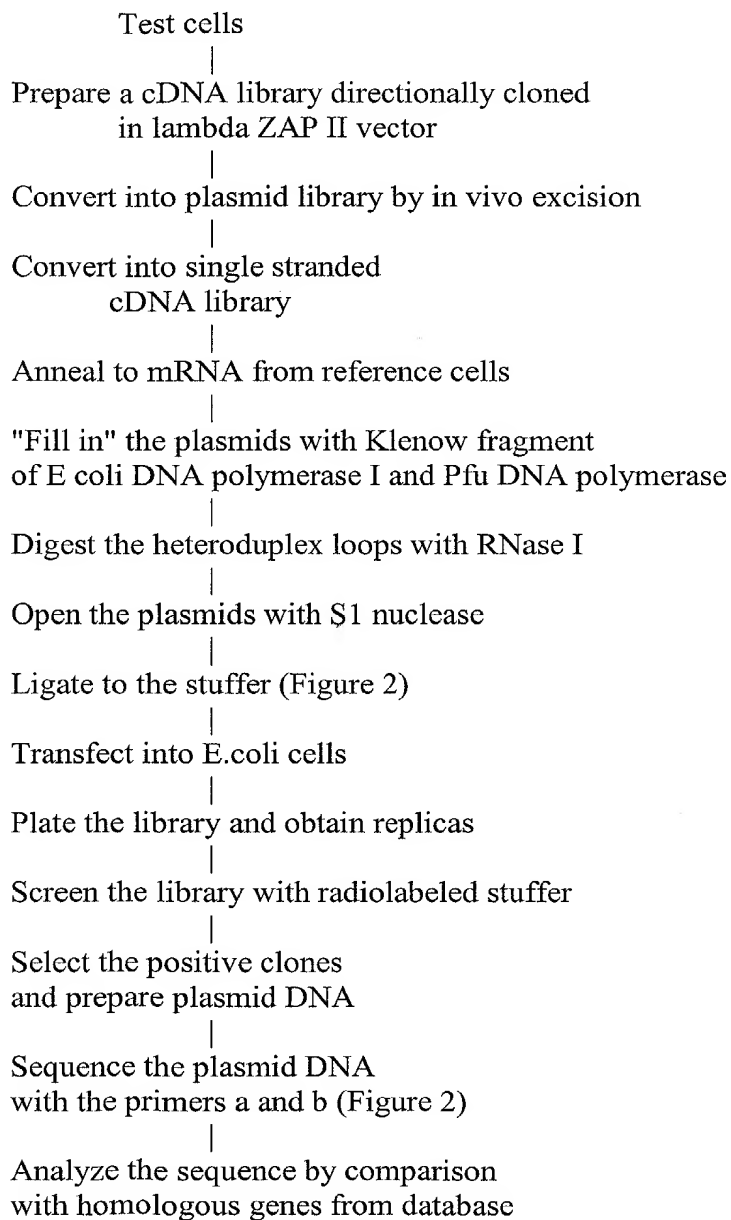 Test cells
Prepare a cDNA library directionally cloned
in lambda ZAP II vector
Convert into plasmid library by in vivo excision
Convert into single stranded
cDNA library
Anneal to mRNA from reference cells
"Fill in" the plasmids with Klenow fragment
of E coli DNA polymerase I and Pfu DNA polymerase
Digest the heteroduplex loops with RNase I
Open the plasmids with S1 nuclease
Ligate to the stuffer (Figure 2)
Transfect into E.coli cells
Plate the library and obtain replicas
Screen the library with radiolabeled stuffer
Select the positive clones
and prepare plasmid DNA
Sequence the plasmid DNA
with the primers a and b (Figure 2)
Analyze the sequence by comparison
with homologous genes from database